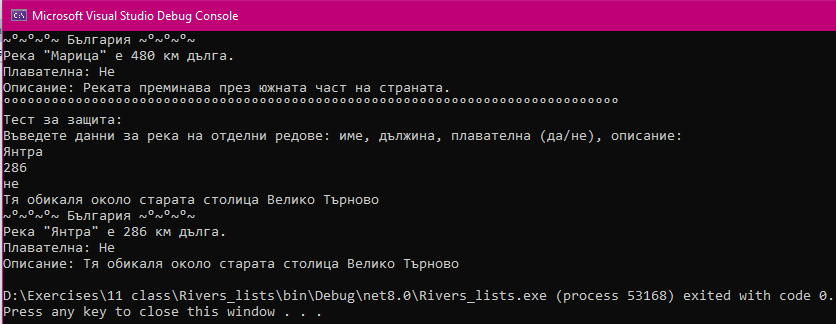 Microsoft Visual Studio Debug Console
~º~º~º~ България ~º~º~º~
Река "Марица" е 480 км дълга.
Плавателна: Не
Описание: Реката преминава през южната част на страната.
ºººººººººººººººººººººººººººººººººººººººººººººººººººººººººººººººººººººººººººººº
Тест за защита:
Въведете данни за река на отделни редове: име, дължина, плавателна (да/не), описание:
Янтра
286
не
Тя обикаля около старата столица Велико Търново
~º~º~º~ България ~º~º~º~
Река "Янтра" е 286 км дълга.
Плавателна: Не
Описание: Тя обикаля около старата столица Велико Търново
D:\Exercises\11 class\Rivers_lists\bin\Debug\net8.0\Rivers_lists.exe (process 53168) exited with code 0.
Press any key to close this window . . .